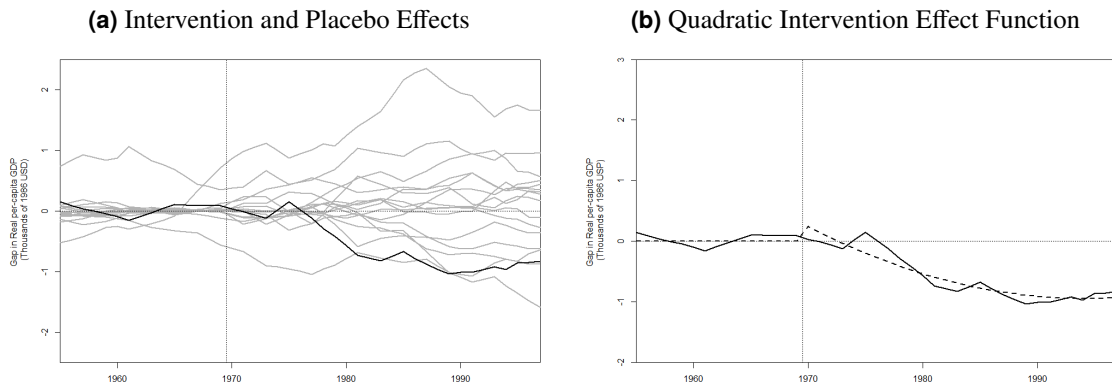 (a) Intervention and Placebo Effects
Gap in Real per-capita GDP
(Thousands of 1986 USD)
2
1
0
-1
-2
1960 1970 1980 1990
(b) Quadratic Intervention Effect Function
Gap in Real per-capita GDP
(Thousands of 1986 USP)
3
2
1
0
-1
-2
1960 1970 1980 1990